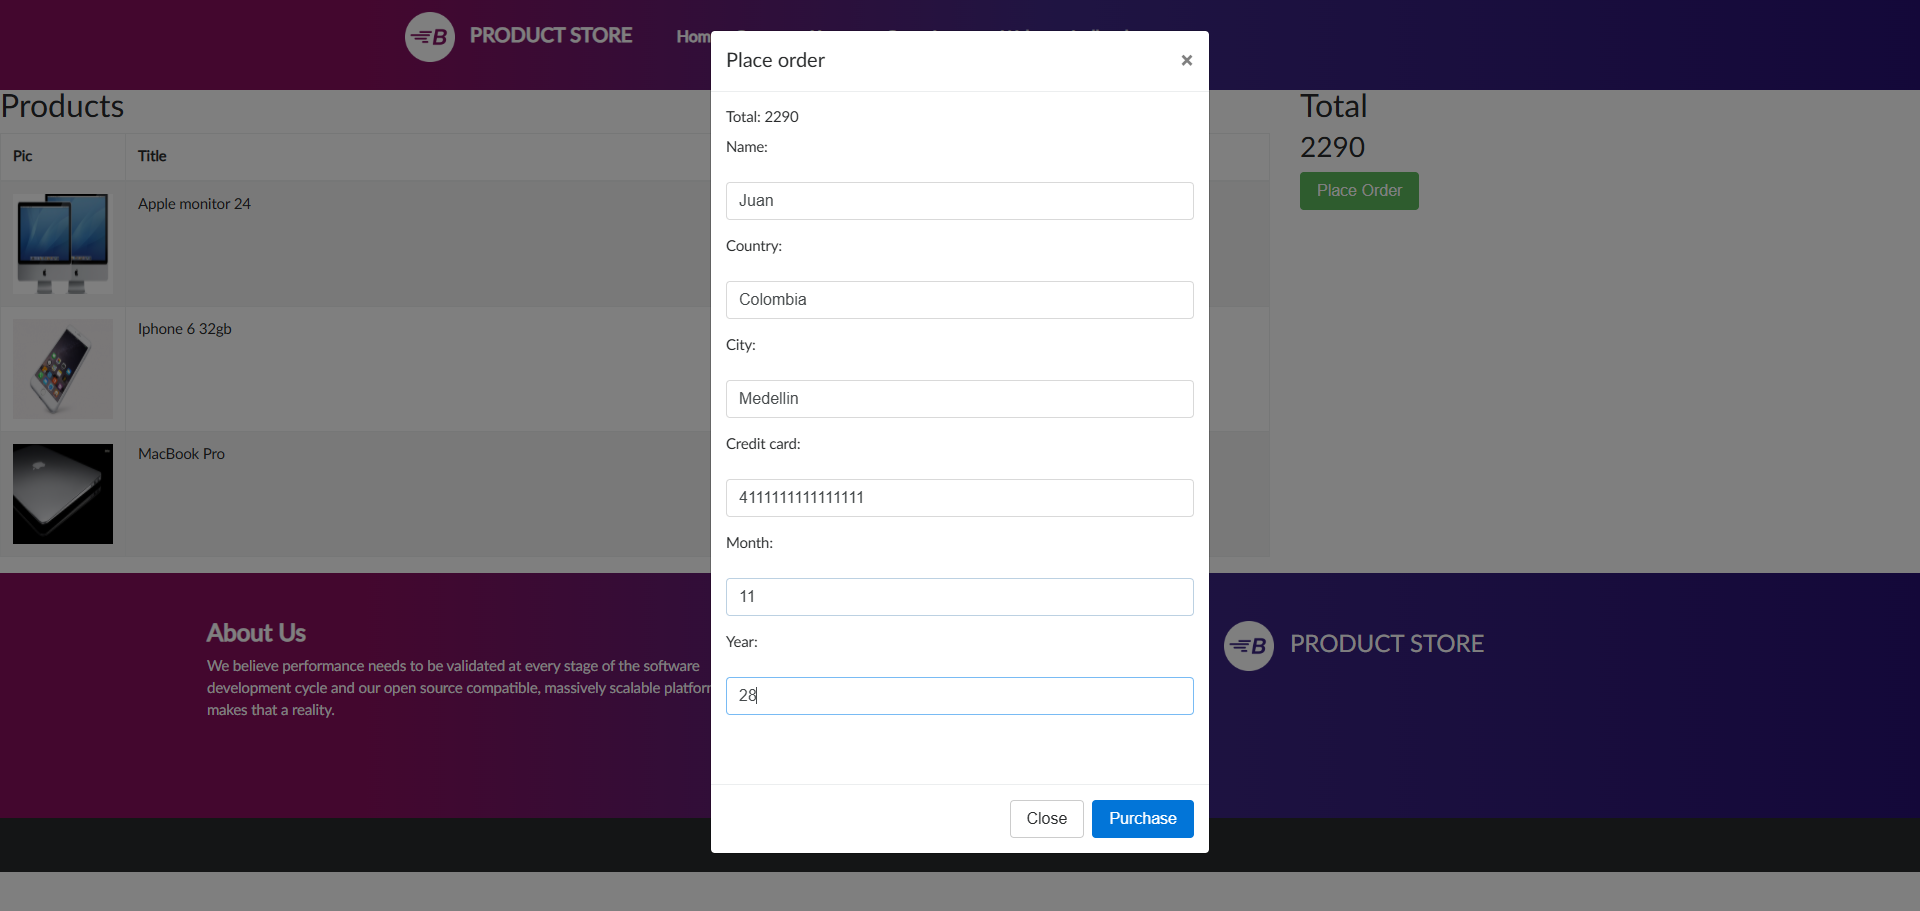 B PRODUCT STORE Hom
Place order ×
Products
Total
Total: 2290
2290
Name:
Pic Title
Place Order
Juan
Apple monitor 24
Country:
Colombia
Iphone 6 32gb
City:
Medellin
Credit card:
MacBook Pro
4111111111111111
Month:
11
About Us
Year:
B PRODUCT STORE
We believe performance needs to be validated at every stage of the software
development cycle and our open source compatible, massively scalable platform
makes that a reality.
28
Close Purchase